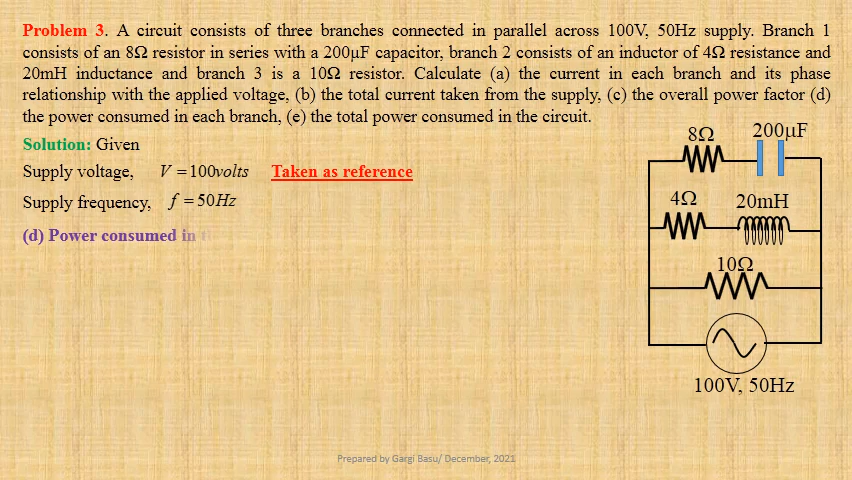 Problem 3. A circuit consists of three branches connected in parallel across 100V, 50Hz supply. Branch 1
consists of an 8Ω resistor in series with a 200μF capacitor, branch 2 consists of an inductor of 4Ω resistance and
20mH inductance and branch 3 is a 10Ω resistor. Calculate (a) the current in each branch and its phase
relationship with the applied voltage, (b) the total current taken from the supply, (c) the overall power factor (d)
the power consumed in each branch, (e) the total power consumed in the circuit.
Solution: Given
Supply voltage, V = 100volts Taken as reference
Supply frequency, f = 50Hz
(d) Power consumed in
8Ω 200μF
4Ω 20mH
10Ω
100V, 50Hz
Prepared by Gargi Basu/ December, 2021